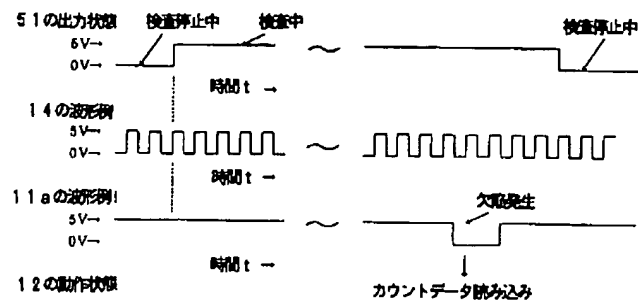 51の出力状態
5V→
0V→
検査停止中
検査中
検査停止中
時間t →
14の波形例
5V→
0V→
時間t →
11aの波形例
5V→
0V→
欠陥発生
時間t →
12の動作状態
カウントデータ読み込み